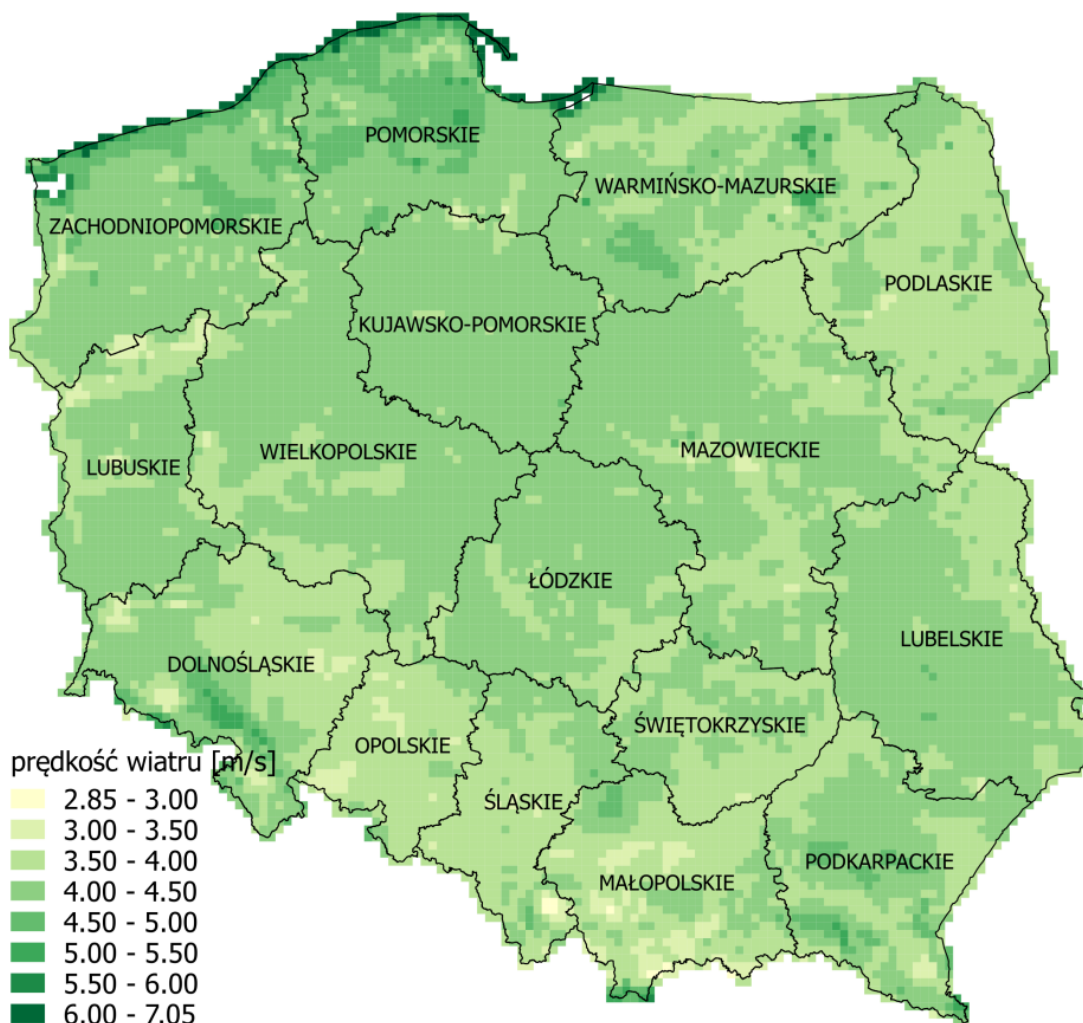 POMORSKIE
WARMIŃSKO-MAZURSKIE
ZACHODNIOPOMORSKIE
PODLASKIE
KUJAWSKO-POMORSKIE
WIELKOPOLSKIE
MAZOWIECKIE
LUBUSKIE
ŁÓDZKIE
LUBELSKIE
DOLNOŚLĄSKIE
ŚWIĘTOKRZYSKIE
OPOLSKIE
ŚLĄSKIE
PODKARPACKIE
MAŁOPOLSKIE
prędkość wiatru [m/s]
2.85 - 3.00
3.00 - 3.50
3.50 - 4.00
4.00 - 4.50
4.50 - 5.00
5.00 - 5.50
5.50 - 6.00
6.00 - 7.05